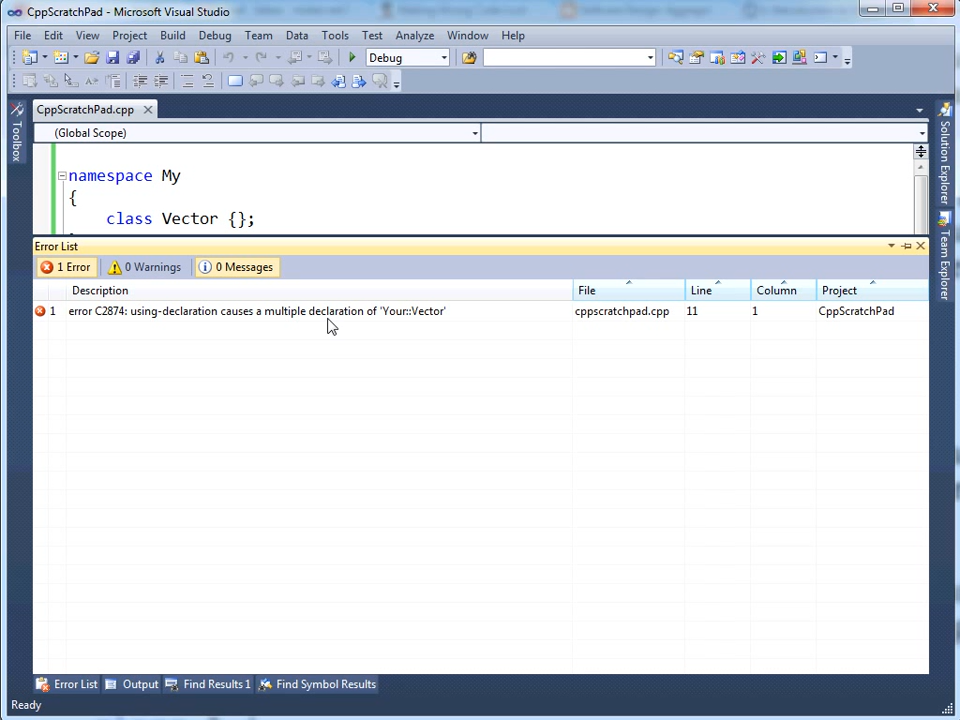 CppScratchPad - Microsoft Visual Studio
File Edit View Project Build Debug Team Data Tools Test Analyze Window Help
Debug
CppScratchPad.cpp
(Global Scope)
Toolbox
Solution Explorer
Team Explorer
namespace My
{
class Vector {};
Error List
1 Error 0 Warnings 0 Messages
Description File Line Column Project
1 error C2874: using-declaration causes a multiple declaration of 'Your::Vector' cppscratchpad.cpp 11 1 CppScratchPad
Error List Output Find Results 1 Find Symbol Results
Ready